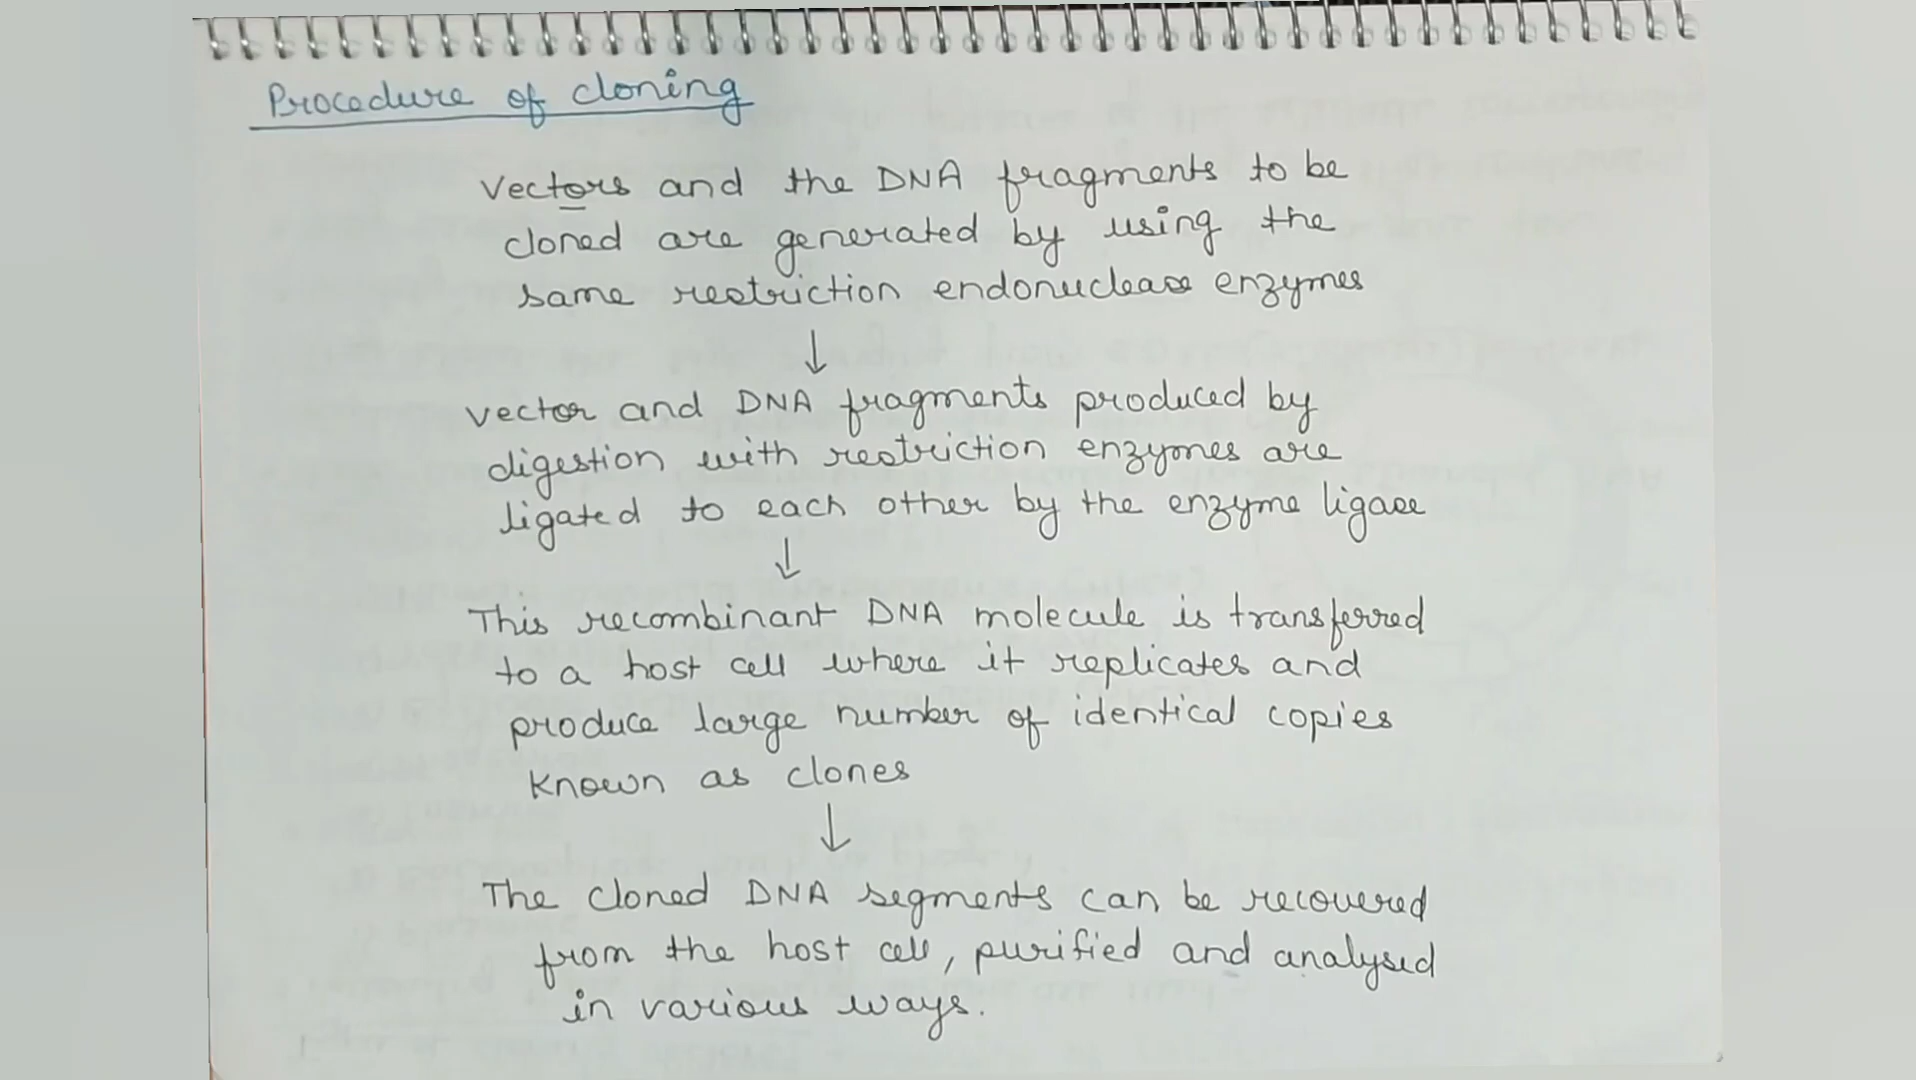 Procedure of cloning
Vectors and the DNA fragments to be
cloned are generated by using the
same restriction endonuclease enzymes
↓
Vector and DNA fragments produced by
digestion with restriction enzymes are
ligated to each other by the enzyme ligase
↓
This recombinant DNA molecule is transferred
to a host cell where it replicates and
produce large number of identical copies
known as clones
↓
The cloned DNA segments can be recovered
from the host cell, purified and analysed
in various ways.